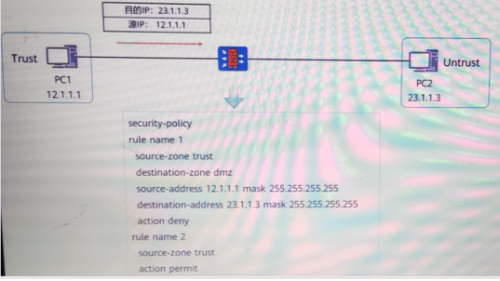 目的IP: 23.1.1.3
源IP: 12.1.1.1
Trust
PC1
12.1.1.1
Untrust
PC2
23.1.1.3
security-policy
rule name 1
source-zone trust
destination-zone dmz
source-address 12.1.1.1 mask 255.255.255.255
destination-address 23.1.1.3 mask 255.255.255.255
action deny
rule name 2
source-zone trust
action permit